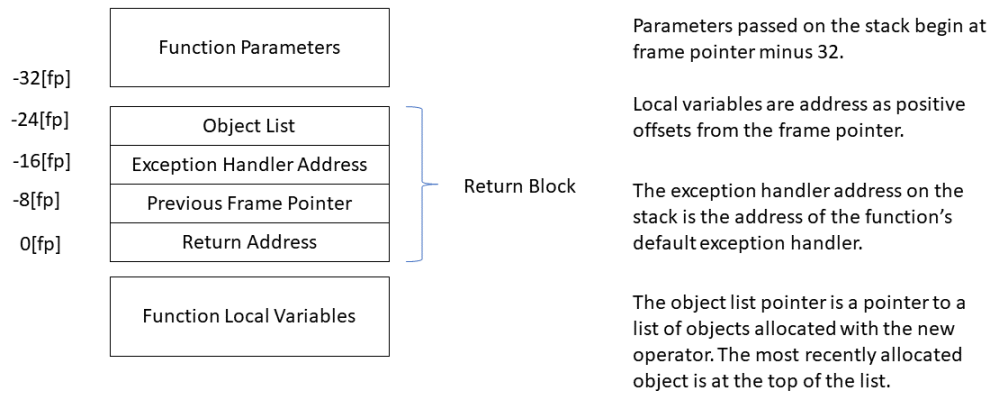 Function Parameters
-32[fp]
-24[fp]
Object List
-16[fp]
Exception Handler Address
-8[fp]
Previous Frame Pointer
0[fp]
Return Address
Return Block
Function Local Variables
Parameters passed on the stack begin at
frame pointer minus 32.
Local variables are address as positive
offsets from the frame pointer.
The exception handler address on the
stack is the address of the function’s
default exception handler.
The object list pointer is a pointer to a
list of objects allocated with the new
operator. The most recently allocated
object is at the top of the list.